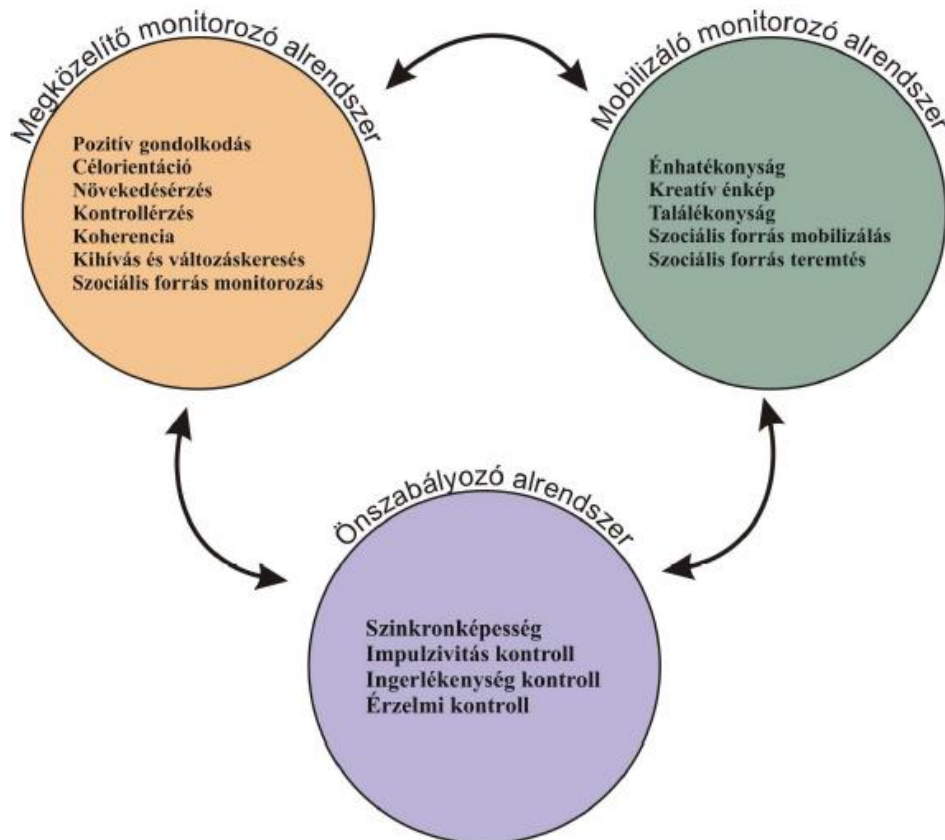 Megközelítő monitorozó alrendszer
Pozitív gondolkodás
Célorientáció
Növekedésérzés
Kontrollérzés
Koherencia
Kihívás és változáskeresés
Szociális forrás monitorozás
Mobilizáló monitorozó alrendszer
Énhatékonyság
Kreatív énkép
Találékonyság
Szociális forrás mobilizálás
Szociális forrás teremtés
Önszabályozó alrendszer
Szinkronképesség
Impulzivitás kontroll
Ingerlékenység kontroll
Érzelmi kontroll